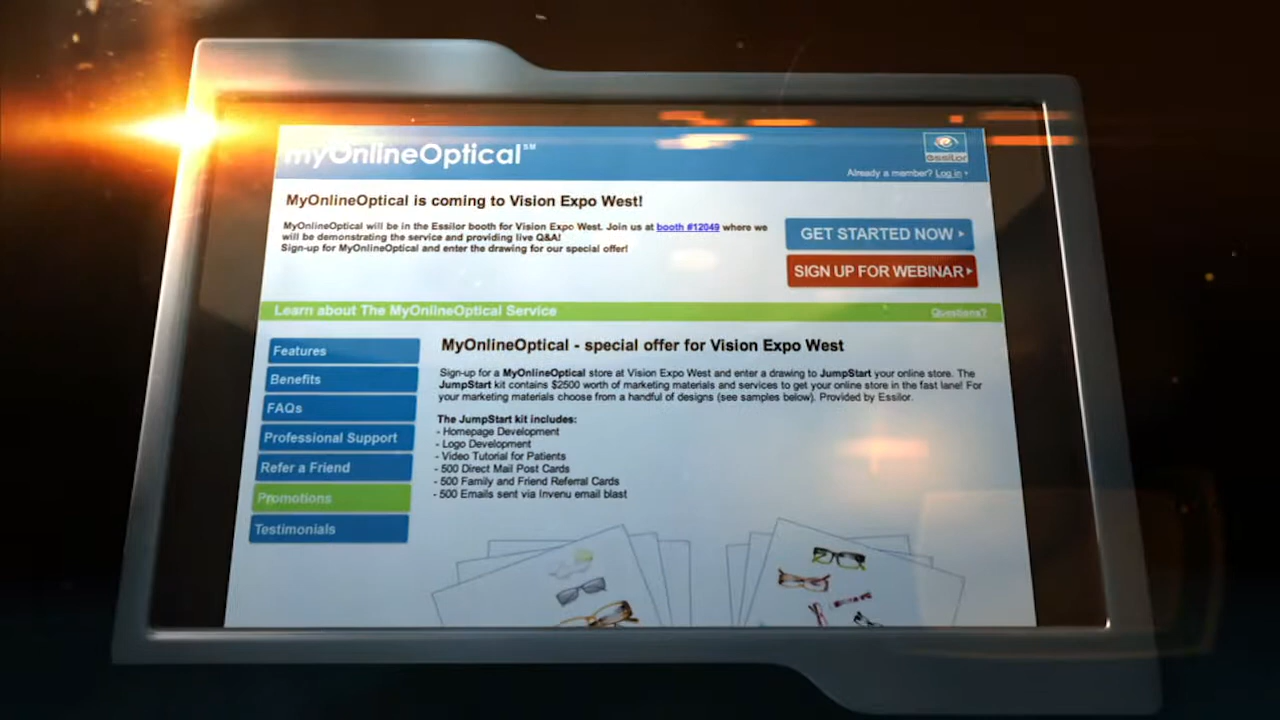 myOnlineOptical℠
essilor
Already a member? Log in
MyOnlineOptical is coming to Vision Expo West!
MyOnlineOptical will be in the Essilor booth for Vision Expo West. Join us at booth #12049 where we
will be demonstrating the service and providing live Q&A!
Sign-up for MyOnlineOptical and enter the drawing for our special offer!
GET STARTED NOW
SIGN UP FOR WEBINAR
Learn about The MyOnlineOptical Service
Questions?
Features
Benefits
FAQs
Professional Support
Refer a Friend
Promotions
Testimonials
MyOnlineOptical - special offer for Vision Expo West
Sign-up for a MyOnlineOptical store at Vision Expo West and enter a drawing to JumpStart your online store. The
JumpStart kit contains $2500 worth of marketing materials and services to get your online store in the fast lane! For
your marketing materials choose from a handful of designs (see samples below). Provided by Essilor.
The JumpStart kit includes:
- Homepage Development
- Logo Development
- Video Tutorial for Patients
- 500 Direct Mail Post Cards
- 500 Family and Friend Referral Cards
- 500 Emails sent via Invenu email blast